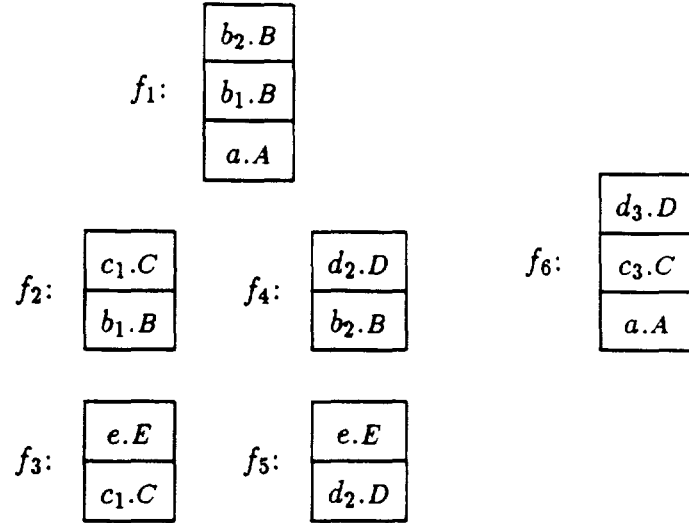 b₂.B
f₁: b₁.B
a.A
d₃.D
c₁.C d₂.D f₆: c₃.C
f₂: b₁.B f₄: b₂.B a.A
e.E e.E
f₃: c₁.C f₅: d₂.D